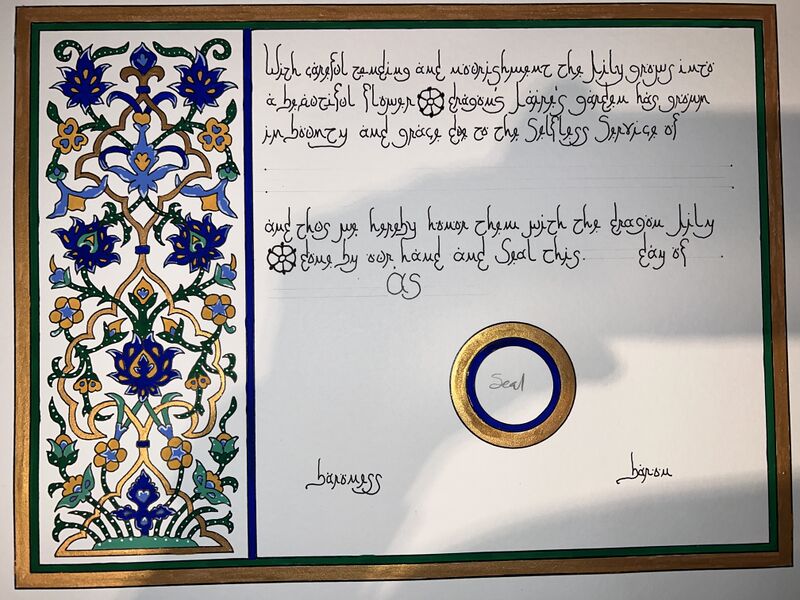 With careful tending and nourishment the Lily grows into
a beautiful flower dragon's Laire's garden has grown
in bounty and grace due to the Selfless Service of
and thus we hereby honor them with the dragon Lily
done by our hand and Seal this day of
AS
Seal
baroness baron